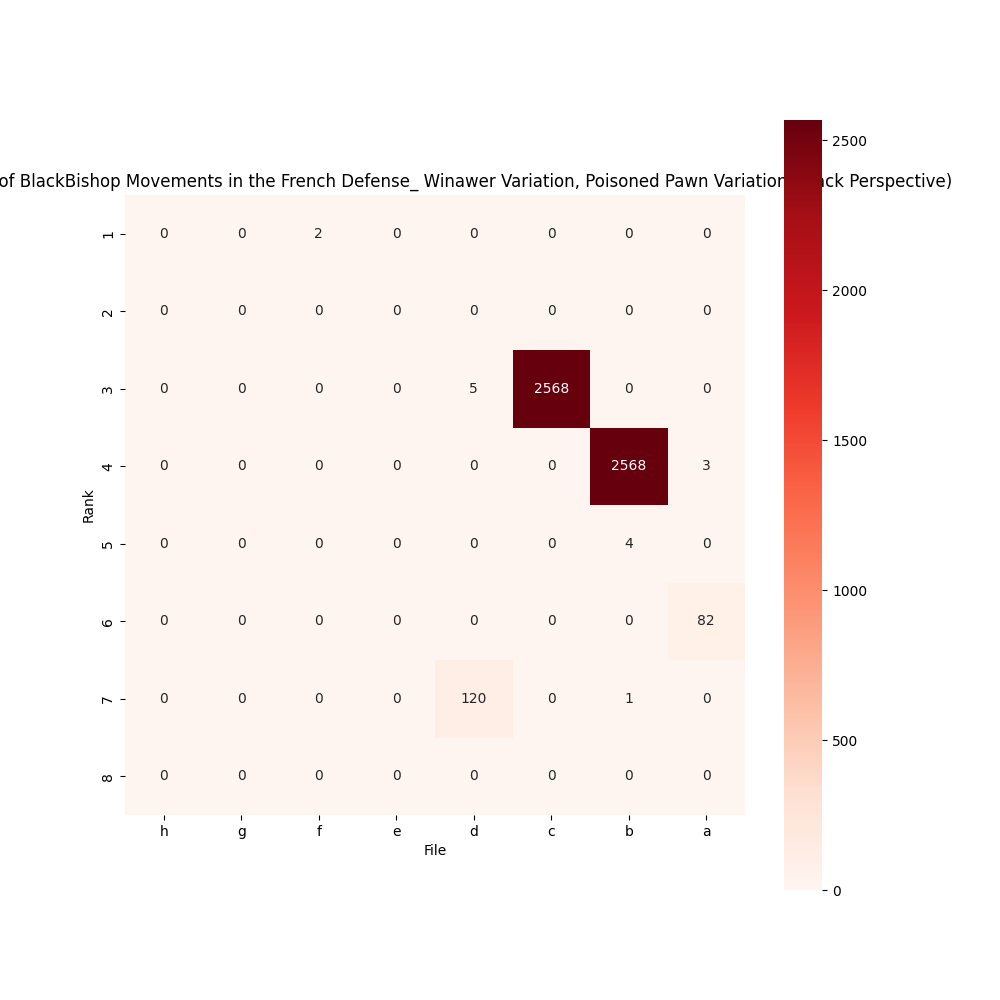 of BlackBishop Movements in the French Defense_ Winawer Variation, Poisoned Pawn Variation ck Perspective)
1 0 0 2 0 0 0 0 0
2 0 0 0 0 0 0 0 0
3 0 0 0 0 5 2568 0 0
4 0 0 0 0 0 0 2568 3
5 0 0 0 0 0 0 4 0
6 0 0 0 0 0 0 0 82
7 0 0 0 0 120 0 1 0
8 0 0 0 0 0 0 0 0
h g f e d c b a
File
Rank
2500
2000
1500
1000
500
0